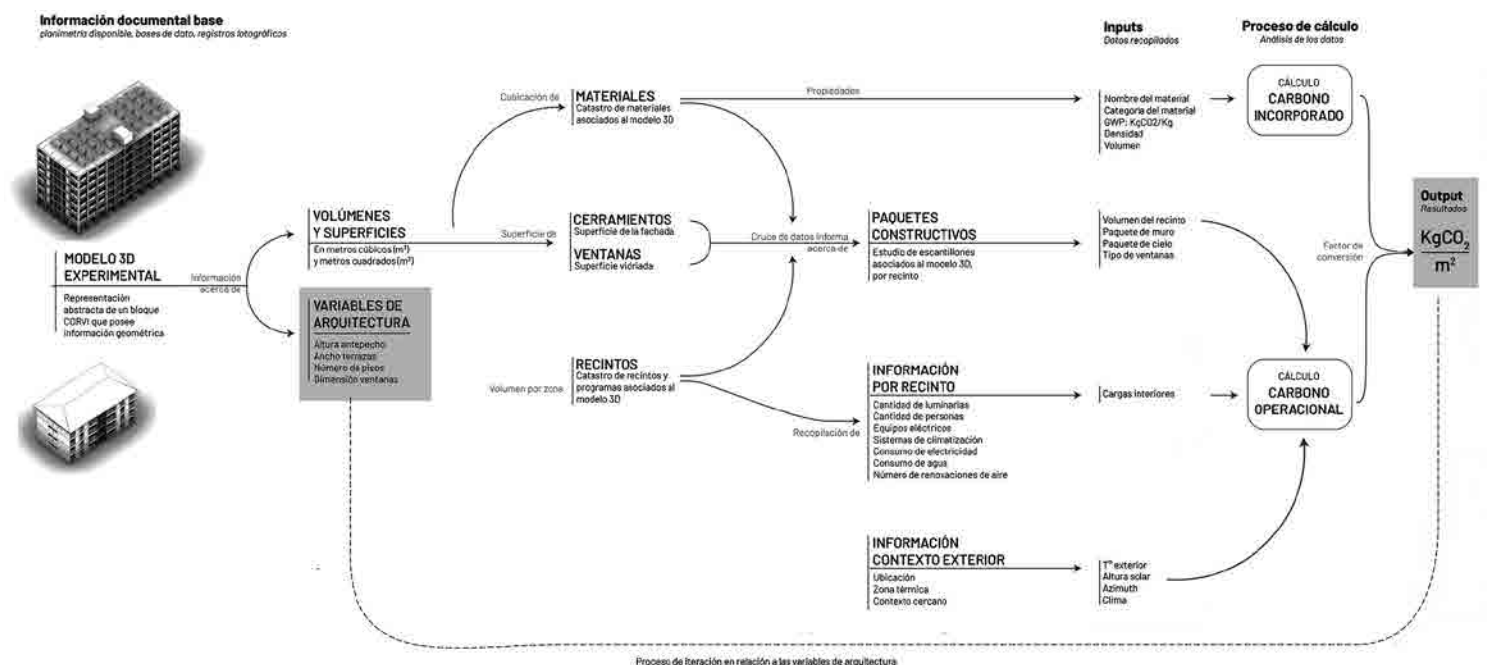 Información documental base
planimetría disponible, bases de dato, registros fotográficos
MODELO 3D
EXPERIMENTAL
Representación
abstracta de un bloque
CORVI que posee
información geométrica
Información
acerca de
VOLÚMENES
Y SUPERFICIES
En metros cúbicos (m³)
y metros cuadrados (m²)
VARIABLES DE
ARQUITECTURA
Altura antepecho
Ancho terrazas
Número de pisos
Dimensión ventanas
Cubicación de
MATERIALES
Catastro de materiales
asociados al modelo 3D
Superficie de
CERRAMIENTOS
Superficie de la fachada
VENTANAS
Superficie vidriada
Volumen por zona
RECINTOS
Catastro de recintos y
programas asociados al
modelo 3D
Propiedades
Cruce de datos informa
acerca de
PAQUETES
CONSTRUCTIVOS
Estudio de escantillones
asociados al modelo 3D,
por recinto
Recopilación de
INFORMACIÓN
POR RECINTO
Cantidad de luminarias
Cantidad de personas
Equipos eléctricos
Sistemas de climatización
Consumo de electricidad
Consumo de agua
Número de renovaciones de aire
INFORMACIÓN
CONTEXTO EXTERIOR
Ubicación
Zona térmica
Contexto cercano
Inputs
Datos recopilados
Nombre del material
Categoría del material
GWP; KgCO2/Kg
Densidad
Volumen
Volumen del recinto
Paquete de muro
Paquete de cielo
Tipo de ventanas
Cargas interiores
T° exterior
Altura solar
Azimuth
Clima
Proceso de cálculo
Análisis de los datos
CÁLCULO
CARBONO
INCORPORADO
CÁLCULO
CARBONO
OPERACIONAL
Factor de
conversión
Output
Resultados
KgCO₂
m²
Proceso de iteración en relación a las variables de arquitectura